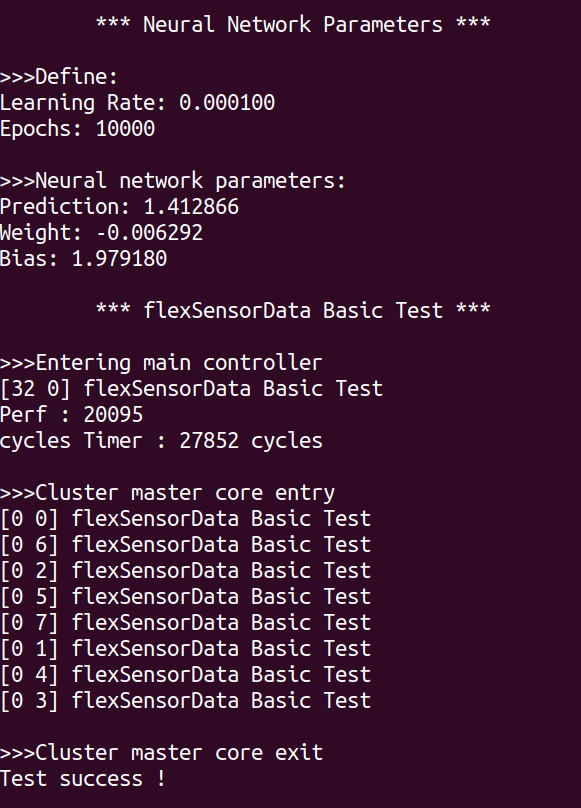 *** Neural Network Parameters ***
>>>Define:
Learning Rate: 0.000100
Epochs: 10000
>>>Neural network parameters:
Prediction: 1.412866
Weight: -0.006292
Bias: 1.979180
*** flexSensorData Basic Test ***
>>>Entering main controller
[32 0] flexSensorData Basic Test
Perf : 20095
cycles Timer : 27852 cycles
>>>Cluster master core entry
[0 0] flexSensorData Basic Test
[0 6] flexSensorData Basic Test
[0 2] flexSensorData Basic Test
[0 5] flexSensorData Basic Test
[0 7] flexSensorData Basic Test
[0 1] flexSensorData Basic Test
[0 4] flexSensorData Basic Test
[0 3] flexSensorData Basic Test
>>>Cluster master core exit
Test success !